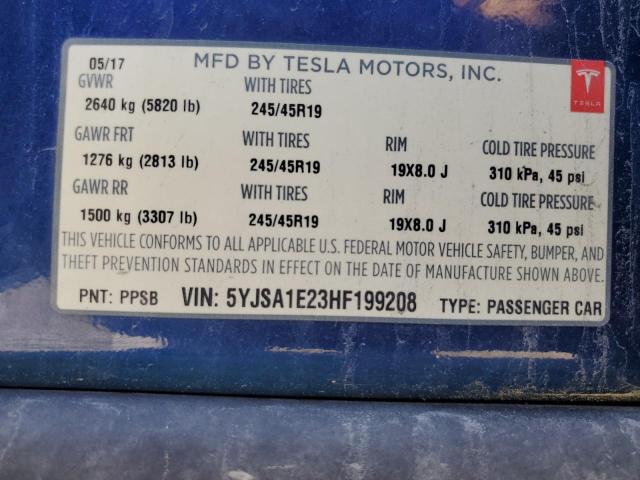 05/17 MFD BY TESLA MOTORS, INC.
TESLA
GVWR WITH TIRES
2640 kg (5820 lb) 245/45R19
GAWR FRT WITH TIRES RIM COLD TIRE PRESSURE
1276 kg (2813 lb) 245/45R19 19X8.0 J 310 kPa, 45 psi
GAWR RR WITH TIRES RIM COLD TIRE PRESSURE
1500 kg (3307 lb) 245/45R19 19X8.0 J 310 kPa, 45 psi
THIS VEHICLE CONFORMS TO ALL APPLICABLE U.S. FEDERAL MOTOR VEHICLE SAFETY, BUMPER, AND
THEFT PREVENTION STANDARDS IN EFFECT ON THE DATE OF MANUFACTURE SHOWN ABOVE.
PNT: PPSB VIN: 5YJSA1E23HF199208 TYPE: PASSENGER CAR